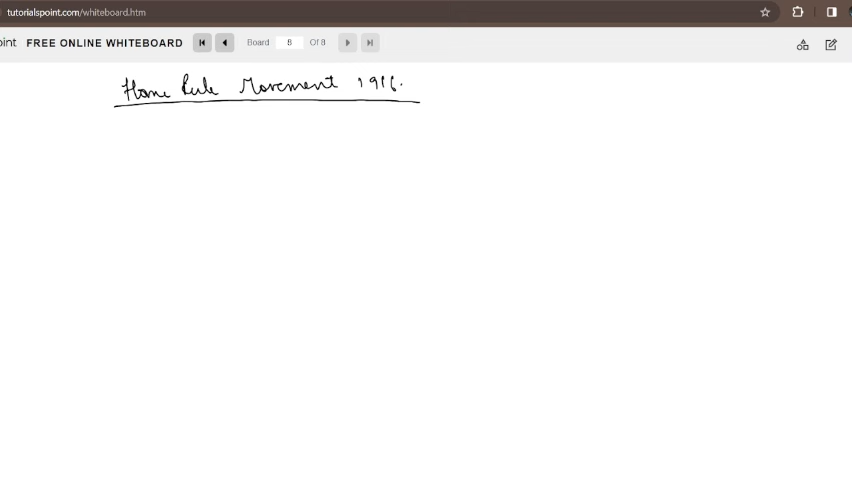 tutorialspoint.com/whiteboard.htm
oint FREE ONLINE WHITEBOARD Board 8 Of 8
Home Rule Movement 1916.